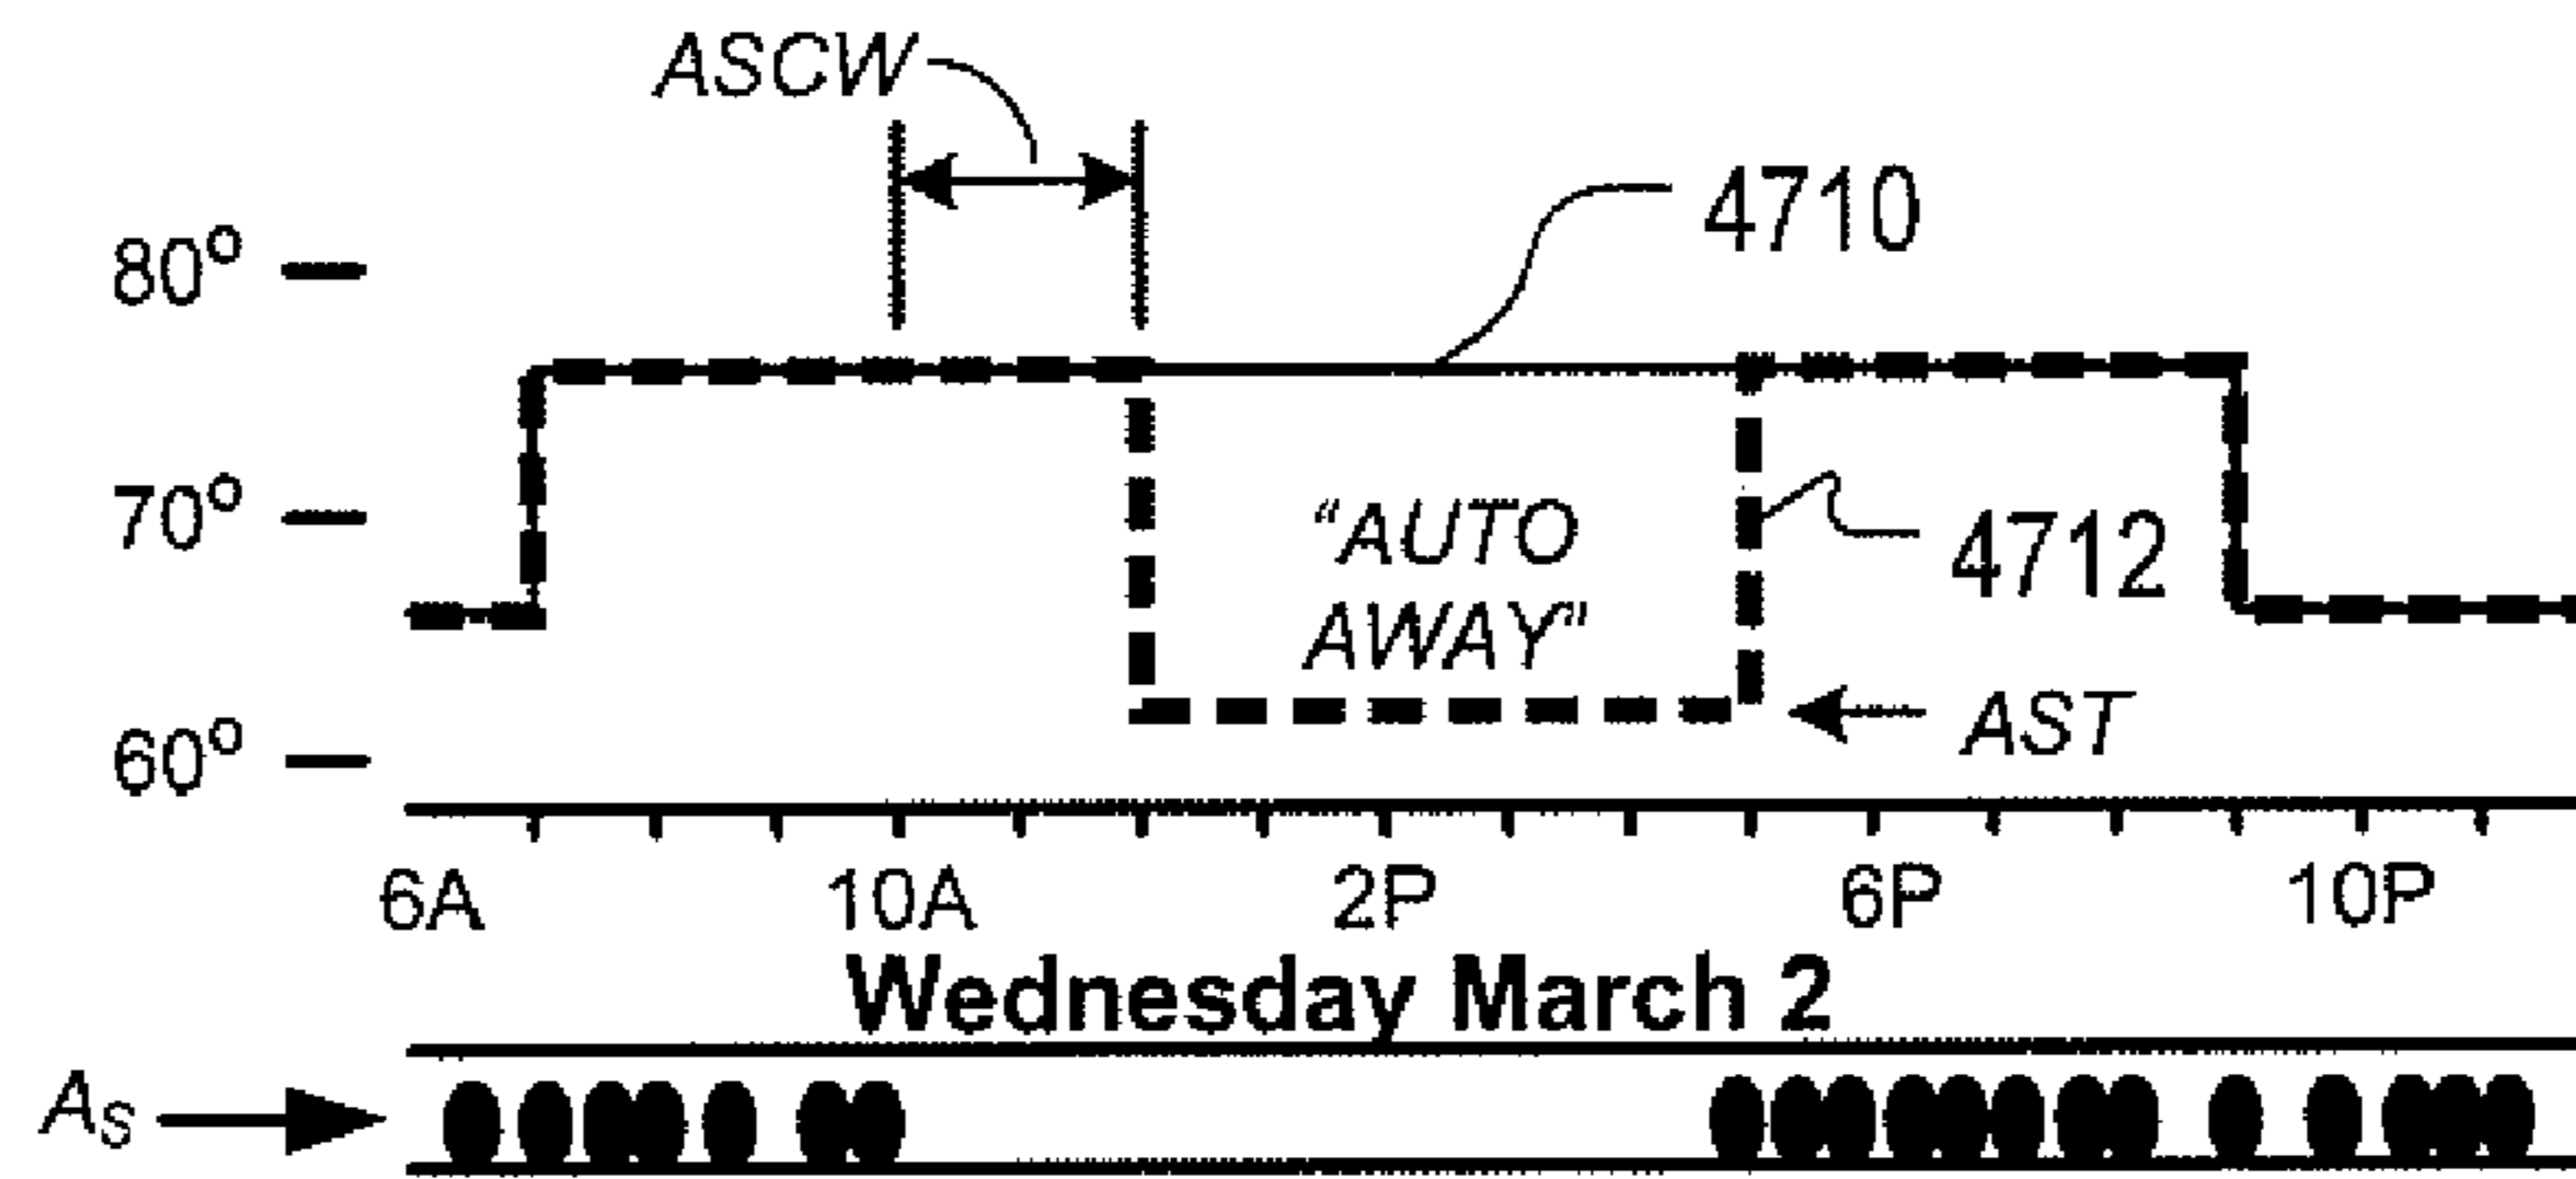 ASCW
4710
80°
70°
"AUTO
AWAY"
4712
AST
60°
6A 10A 2P 6P 10P
Wednesday March 2
As